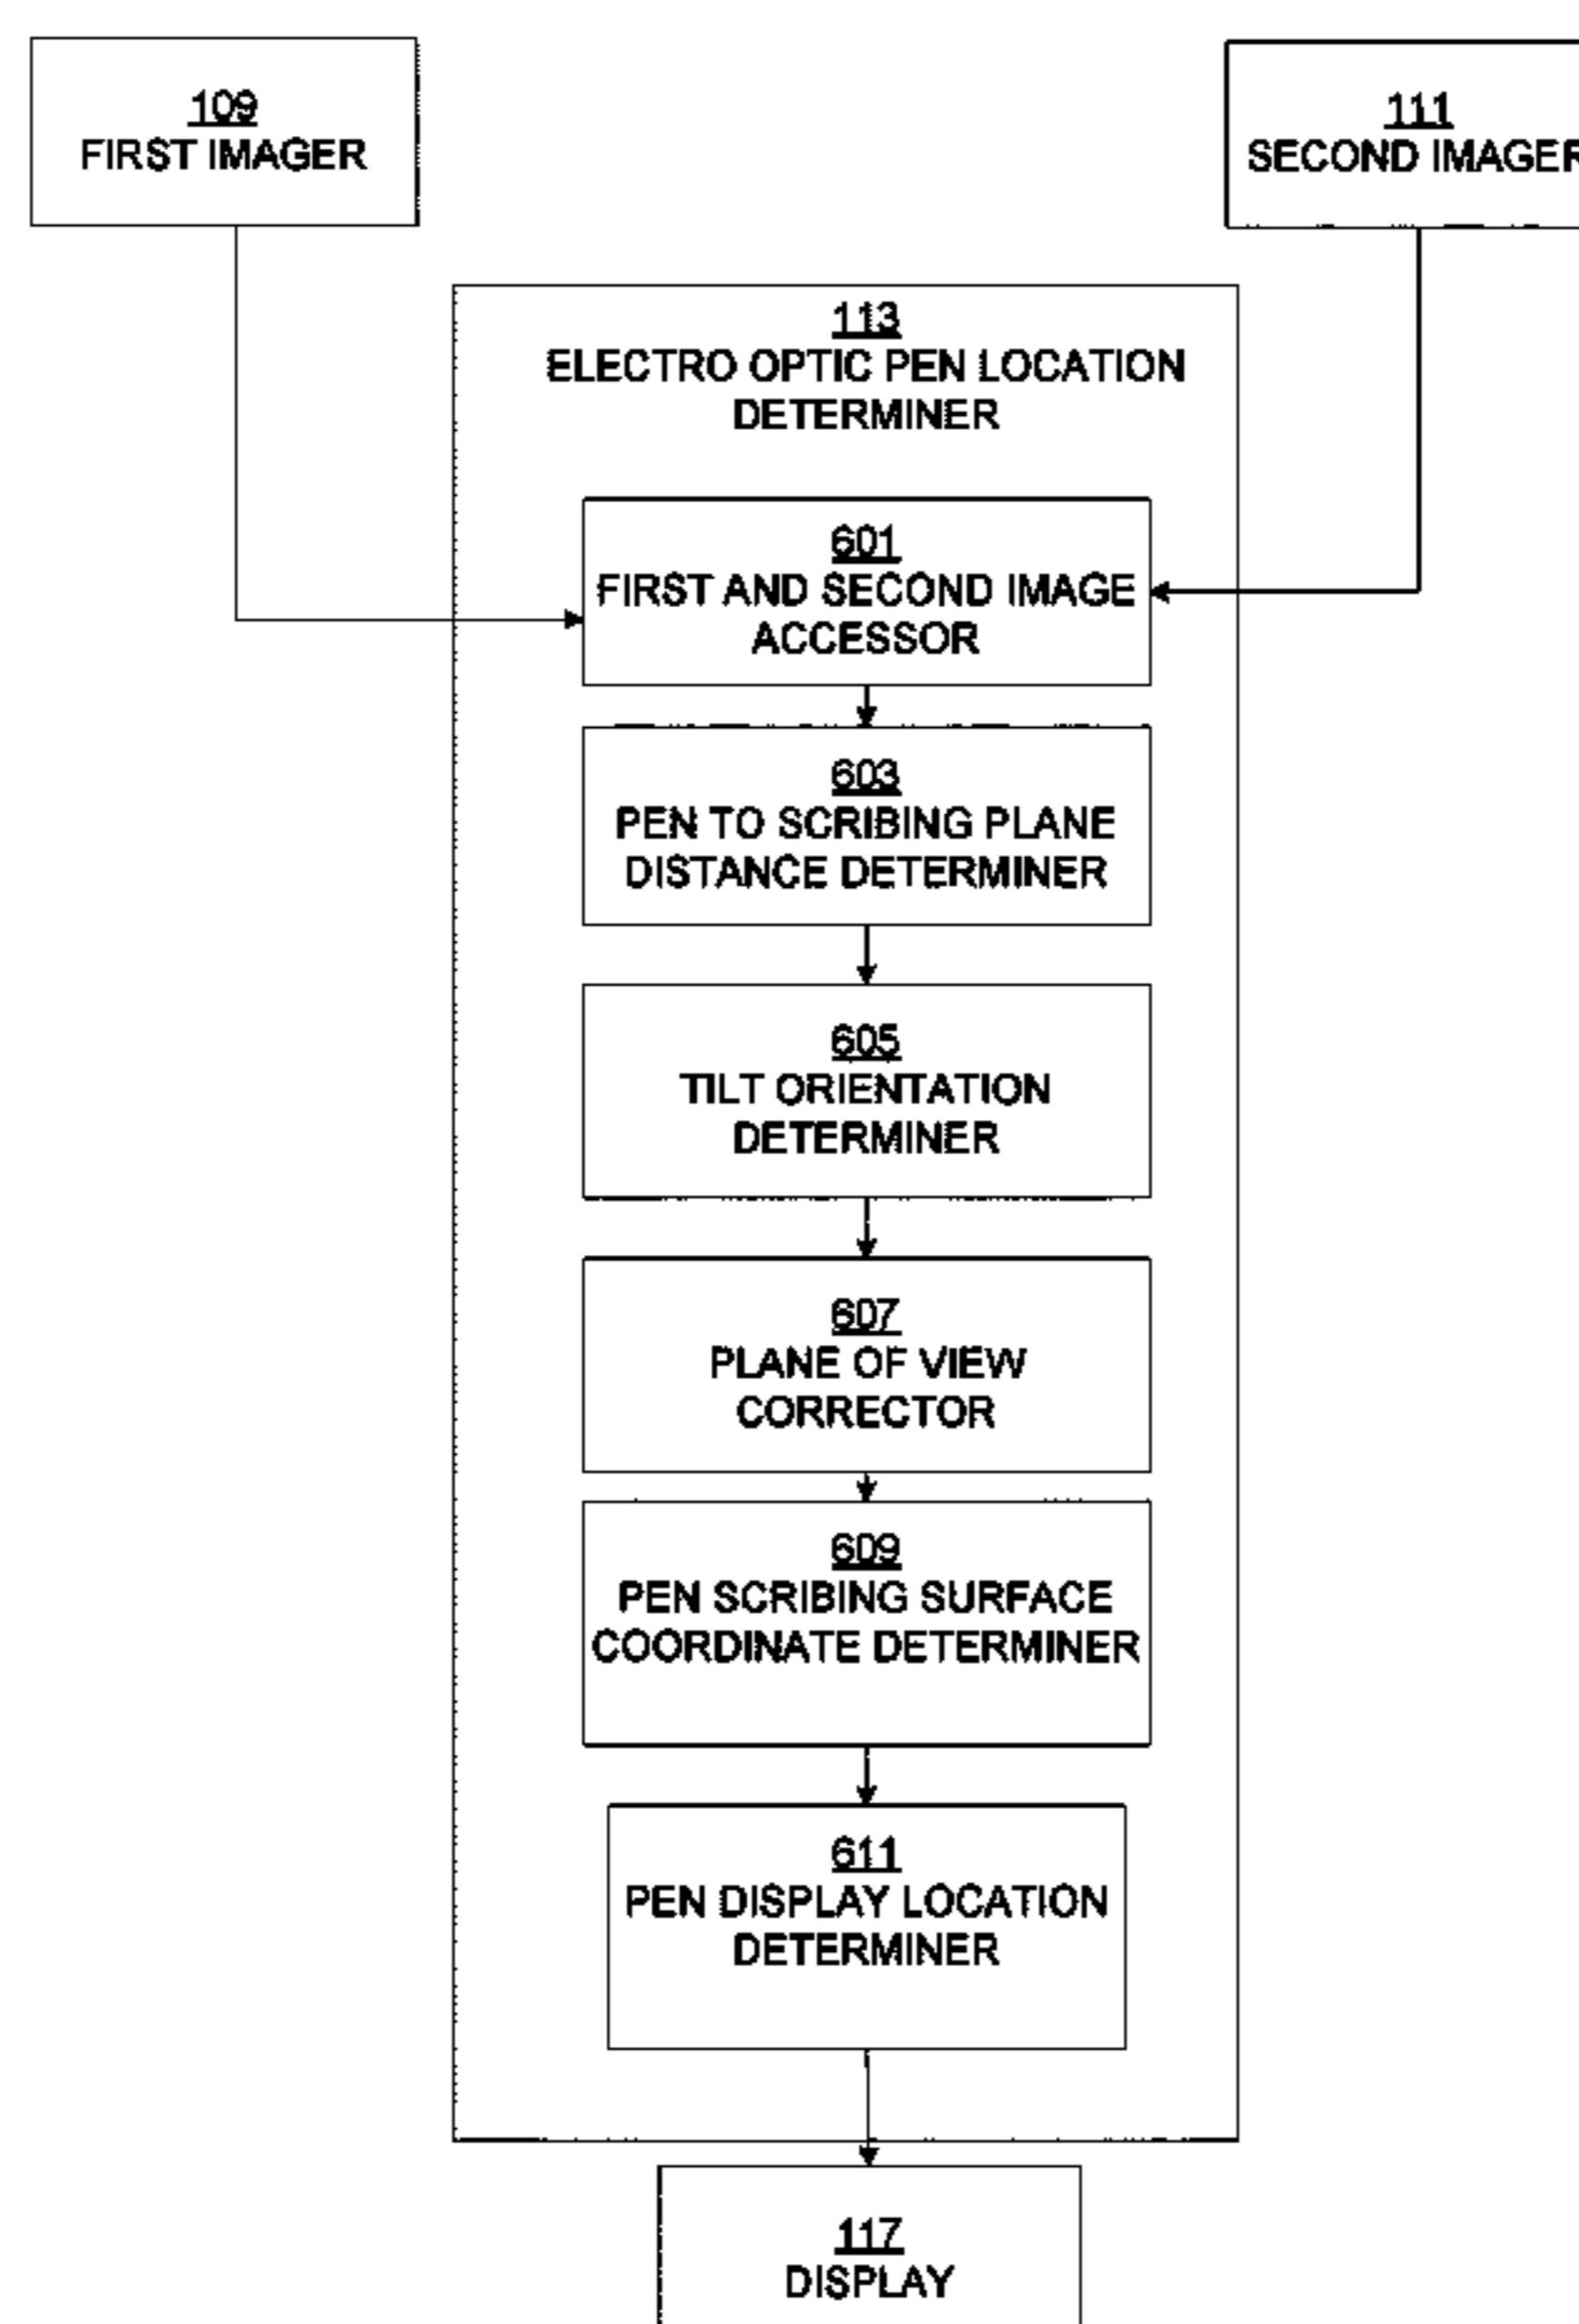 109
FIRST IMAGER
111
SECOND IMAGER
113
ELECTRO OPTIC PEN LOCATION
DETERMINER
601
FIRST AND SECOND IMAGE
ACCESSOR
603
PEN TO SCRIBING PLANE
DISTANCE DETERMINER
605
TILT ORIENTATION
DETERMINER
607
PLANE OF VIEW
CORRECTOR
609
PEN SCRIBING SURFACE
COORDINATE DETERMINER
611
PEN DISPLAY LOCATION
DETERMINER
117
DISPLAY